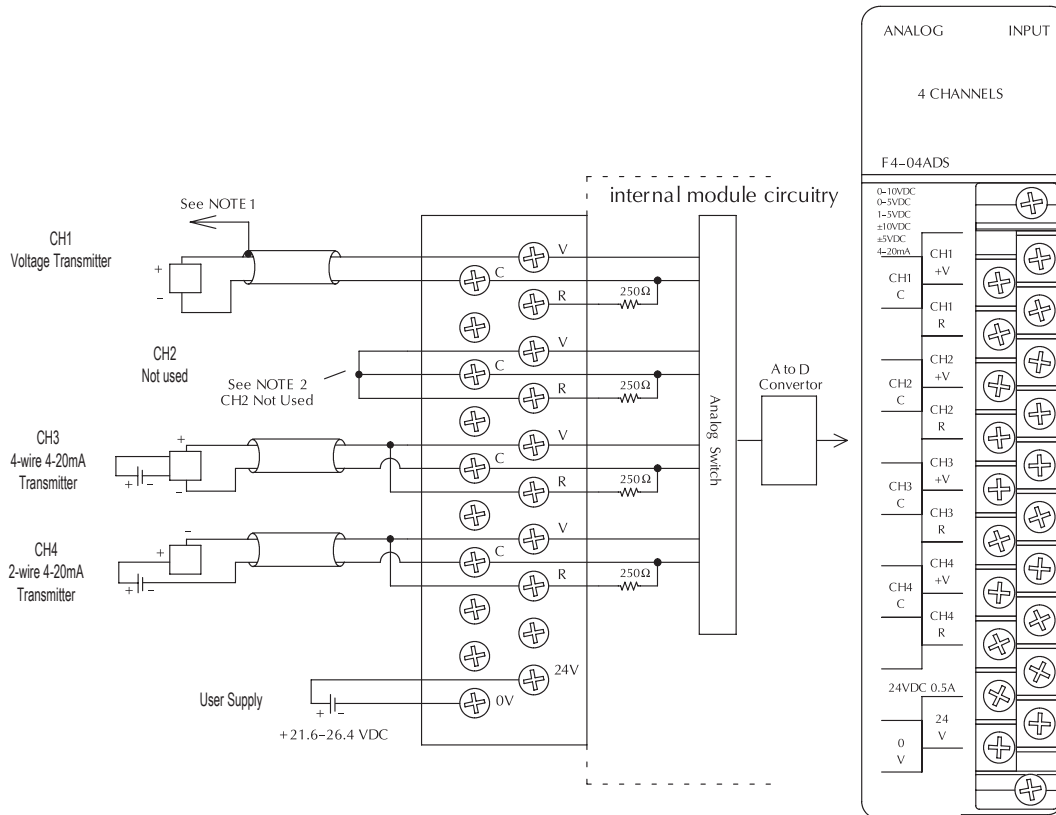 ANALOG INPUT
4 CHANNELS
F4–04ADS
0–10VDC
0–5VDC
1–5VDC
±10VDC
±5VDC
4–20mA
internal module circuitry
See NOTE 1
CH1
Voltage Transmitter
+
–
V
C
R
250Ω
CH2
Not used
See NOTE 2
CH2 Not Used
V
C
R
250Ω
CH3
4-wire 4-20mA
Transmitter
+
–
+
–
V
C
R
250Ω
CH4
2-wire 4-20mA
Transmitter
–
+
+
–
V
C
R
250Ω
User Supply
+
–
24V
0V
+21.6–26.4 VDC
Analog Switch
A to D
Convertor
CH1
+V
CH1
C
CH1
R
CH2
+V
CH2
C
CH2
R
CH3
+V
CH3
C
CH3
R
CH4
+V
CH4
C
CH4
R
24VDC 0.5A
24
V
0
V